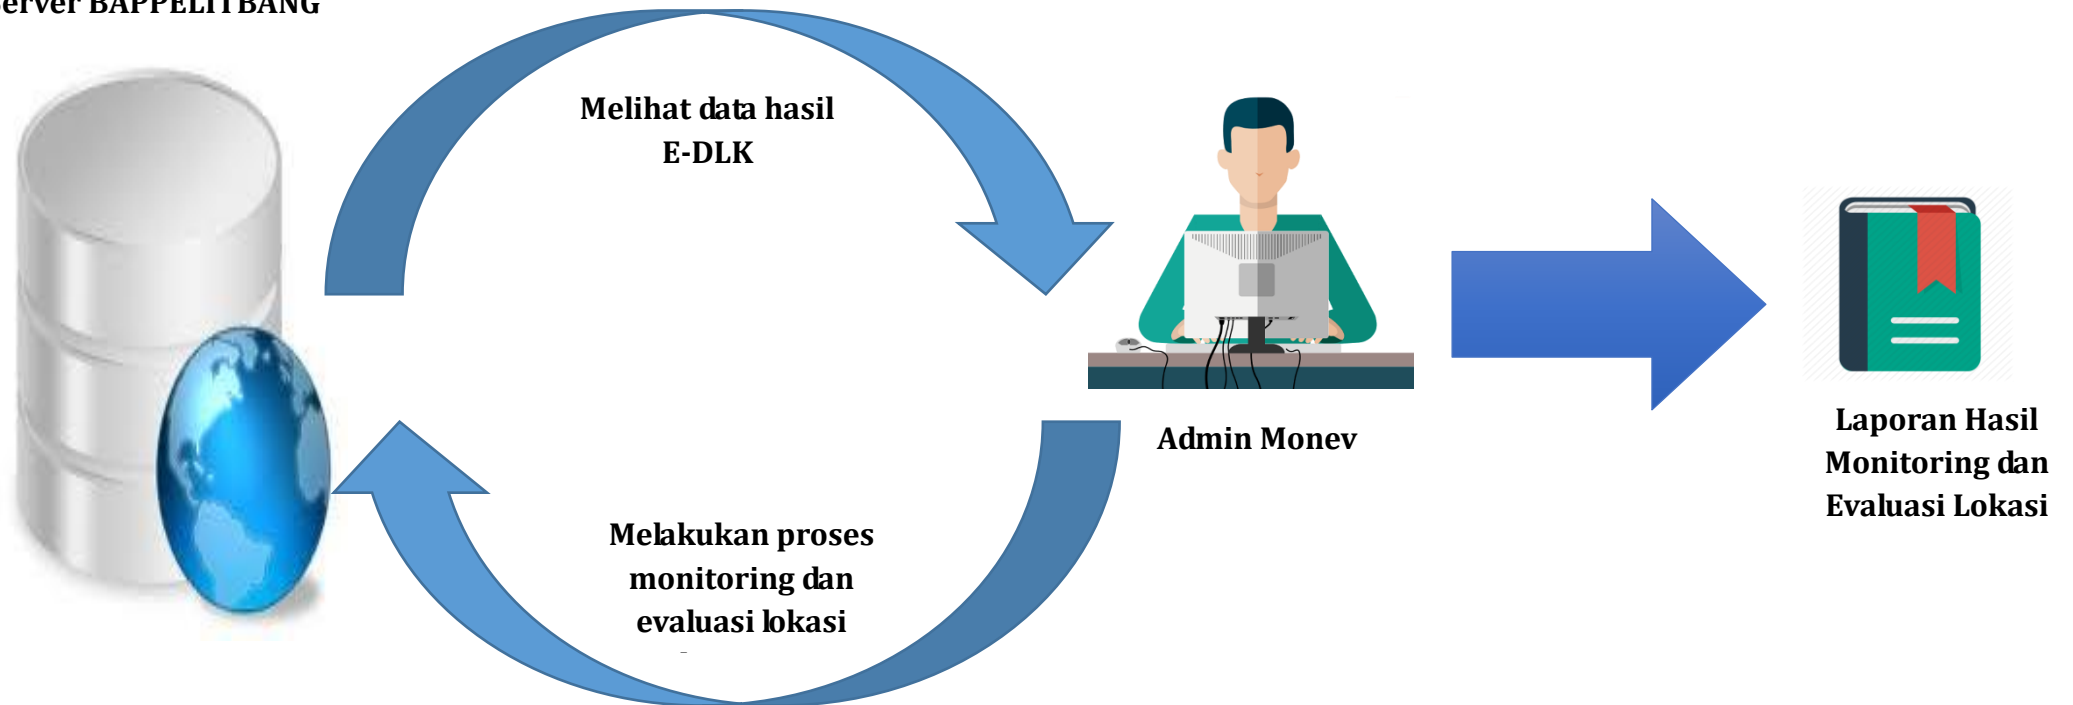 Server BAPPELITBANG
Melihat data hasil
E-DLK
Admin Monev
Melakukan proses
monitoring dan
evaluasi lokasi
Laporan Hasil
Monitoring dan
Evaluasi Lokasi